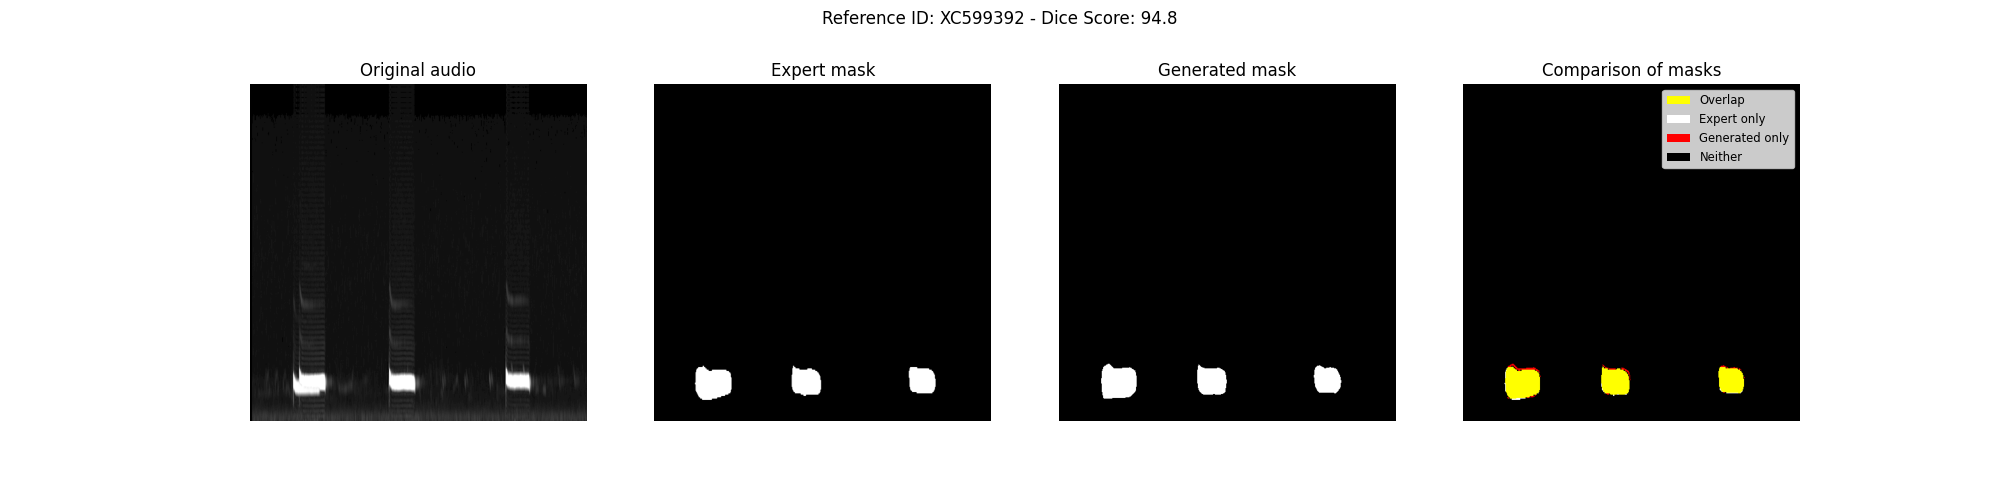 Reference ID: XC599392 - Dice Score: 94.8
Original audio
Expert mask
Generated mask
Comparison of masks
Overlap
Expert only
Generated only
Neither